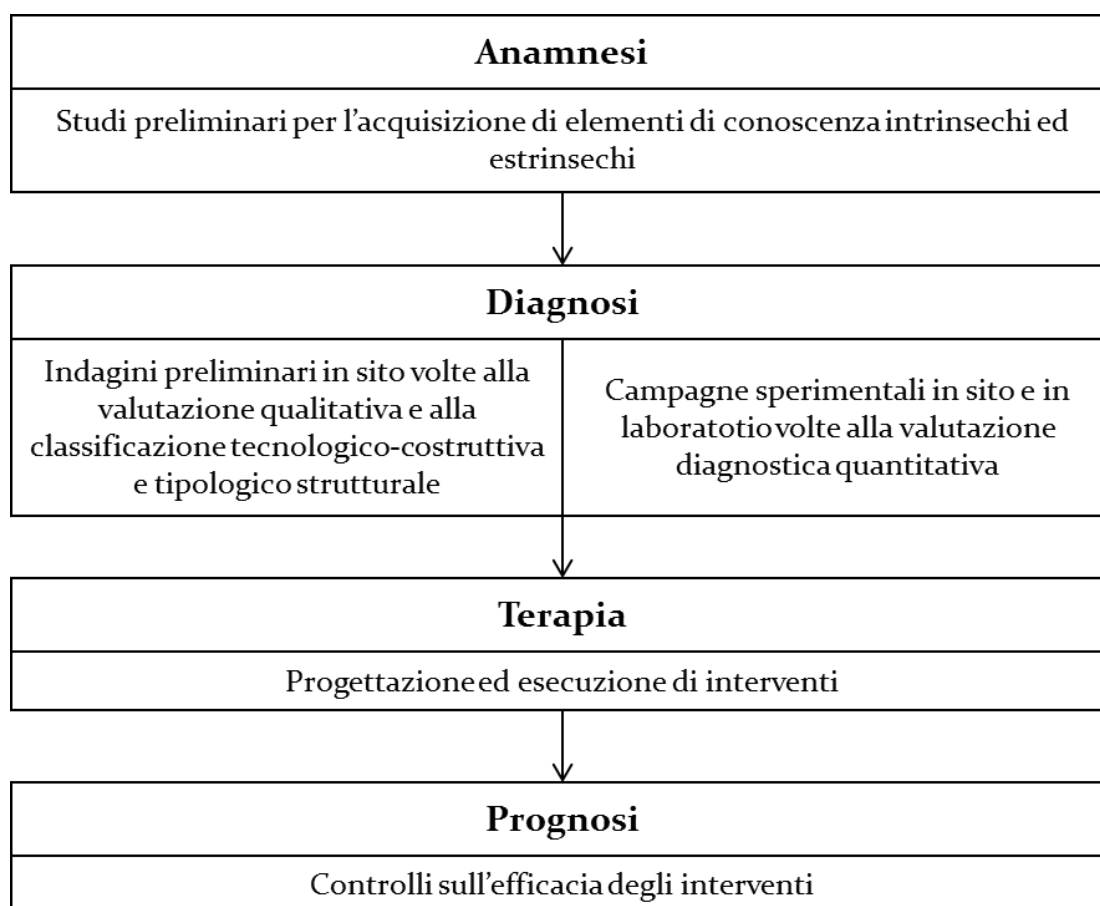 Anamnesi
Studi preliminari per l'acquisizione di elementi di conoscenza intrinsechi ed
estrinsechi
Diagnosi
Indagini preliminari in sito volte alla
valutazione qualitativa e alla
classificazione tecnologico-costruttiva
e tipologico strutturale
Campagne sperimentali in sito e in
laboratotio volte alla valutazione
diagnostica quantitativa
Terapia
Progettazione ed esecuzione di interventi
Prognosi
Controlli sull'efficacia degli interventi